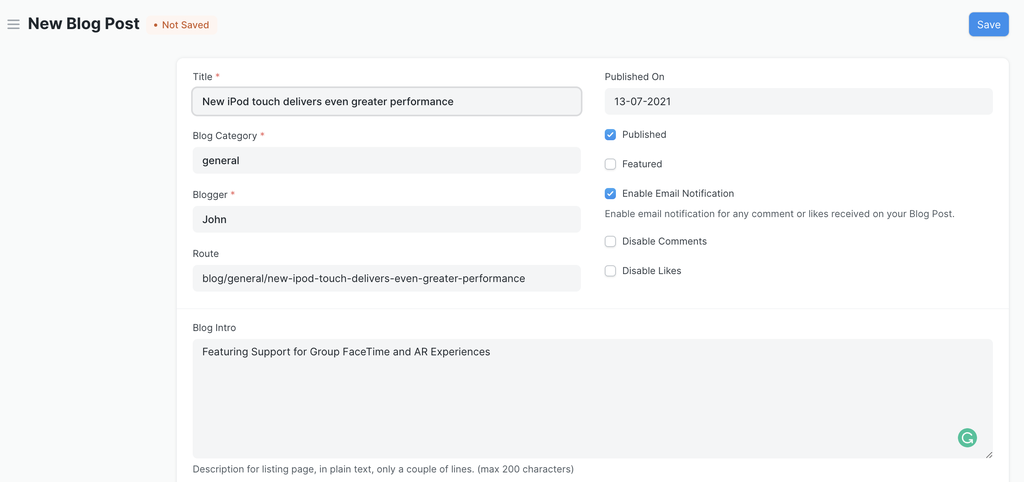 New Blog Post
• Not Saved
Save
Title *
New iPod touch delivers even greater performance
Blog Category *
general
Blogger *
John
Route
blog/general/new-ipod-touch-delivers-even-greater-performance
Published On
13-07-2021
Published
Featured
Enable Email Notification
Enable email notification for any comment or likes received on your Blog Post.
Disable Comments
Disable Likes
Blog Intro
Featuring Support for Group FaceTime and AR Experiences
Description for listing page, in plain text, only a couple of lines. (max 200 characters)